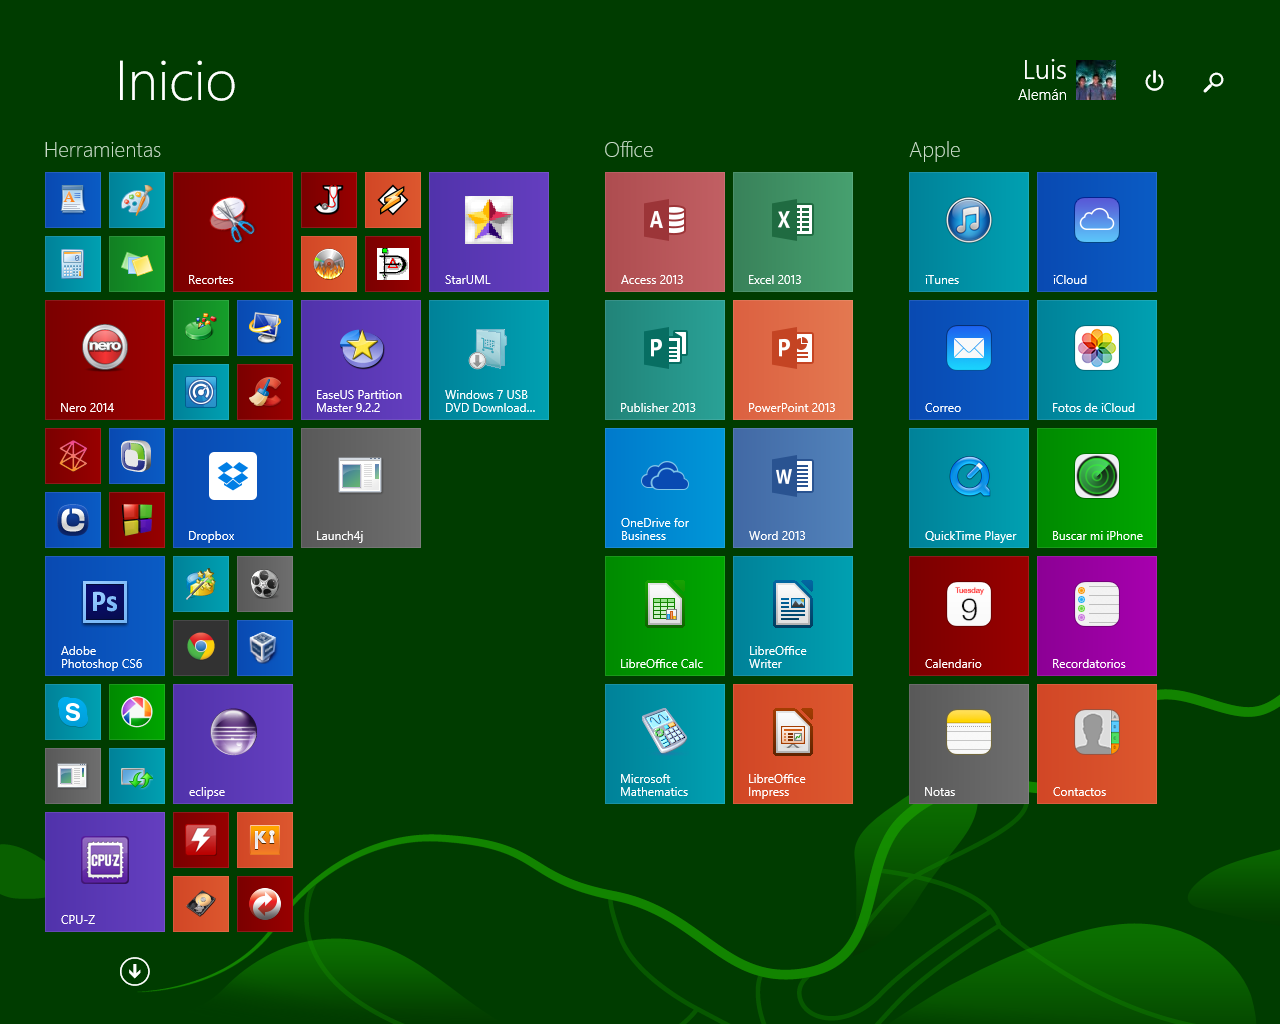 Inicio
Luis
Alemán
Herramientas
Office
Apple
Recortes
StarUML
Access 2013
Excel 2013
iTunes
iCloud
nero
Nero 2014
EaseUS Partition
Master 9.2.2
Windows 7 USB
DVD Download...
Publisher 2013
PowerPoint 2013
Correo
Fotos de iCloud
Dropbox
Launch4j
OneDrive for
Business
Word 2013
QuickTime Player
Buscar mi iPhone
Ps
Adobe
Photoshop CS6
LibreOffice Calc
LibreOffice
Writer
Tuesday
9
Calendario
Recordatorios
eclipse
Microsoft
Mathematics
LibreOffice
Impress
Notas
Contactos
CPU-Z
CPU-Z